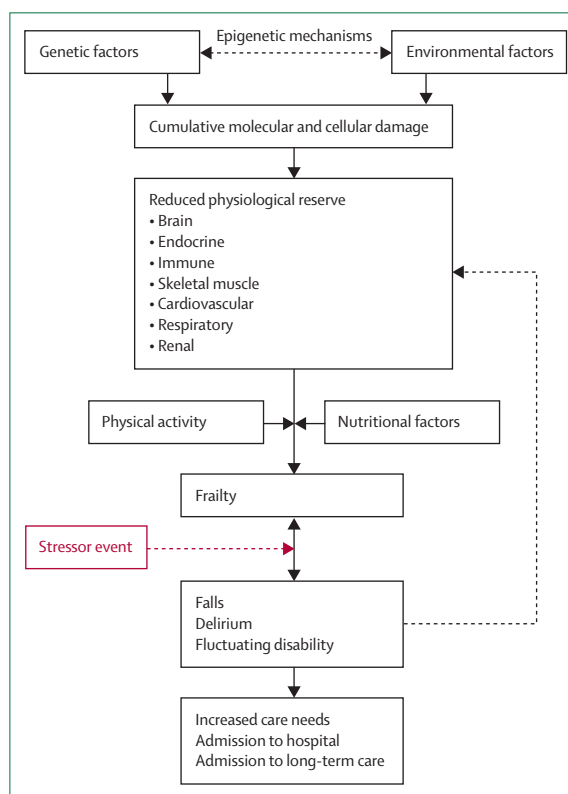 Epigenetic mechanisms
Genetic factors
Environmental factors
Cumulative molecular and cellular damage
Reduced physiological reserve
• Brain
• Endocrine
• Immune
• Skeletal muscle
• Cardiovascular
• Respiratory
• Renal
Physical activity
Nutritional factors
Frailty
Stressor event
Falls
Delirium
Fluctuating disability
Increased care needs
Admission to hospital
Admission to long-term care